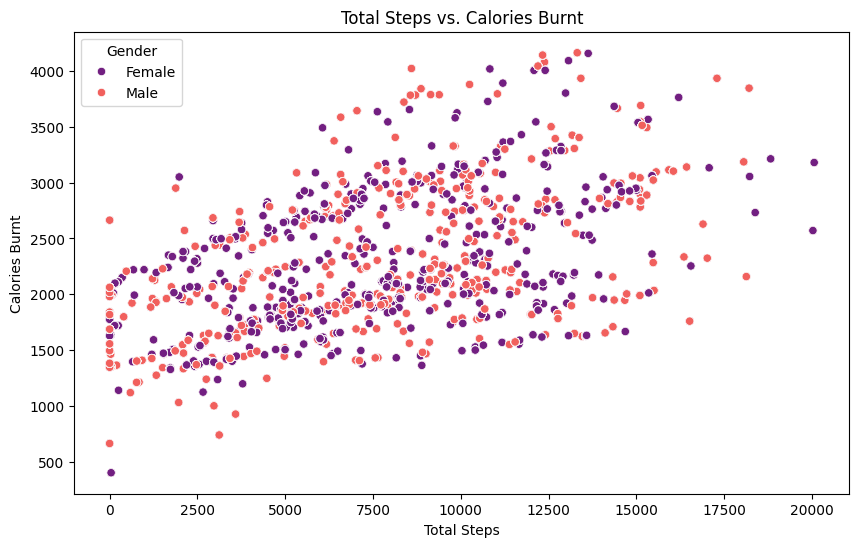 Total Steps vs. Calories Burnt
Gender
Female
Male
Calories Burnt
4000
3500
3000
2500
2000
1500
1000
500
0
2500
5000
7500
10000
12500
15000
17500
20000
Total Steps